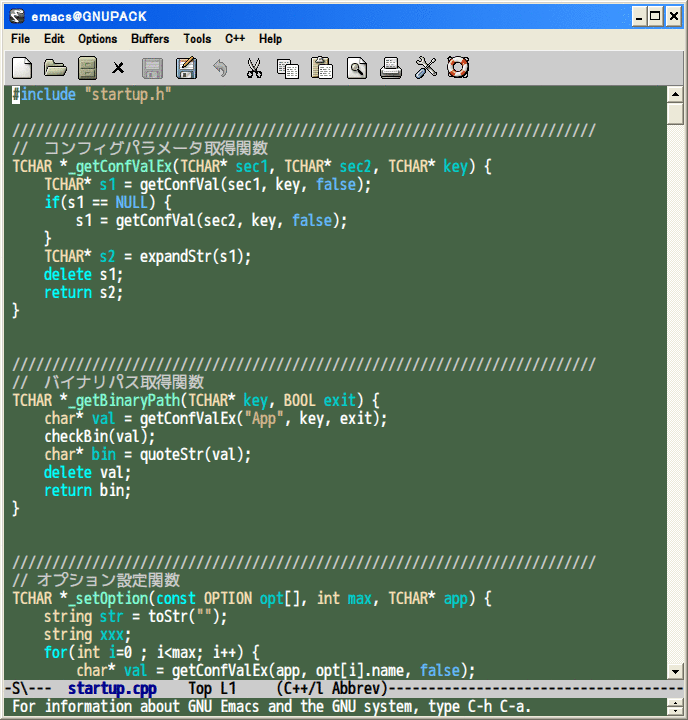 emacs@GNUPACK
File Edit Options Buffers Tools C++ Help
#include "startup.h"
/////////////////////////////////////////////////////////////////////////
//  コンフィグパラメータ取得関数
TCHAR *_getConfValEx(TCHAR* sec1, TCHAR* sec2, TCHAR* key) {
    TCHAR* s1 = getConfVal(sec1, key, false);
    if(s1 == NULL) {
        s1 = getConfVal(sec2, key, false);
    }
    TCHAR* s2 = expandStr(s1);
    delete s1;
    return s2;
}
/////////////////////////////////////////////////////////////////////////
//  バイナリパス取得関数
TCHAR *_getBinaryPath(TCHAR* key, BOOL exit) {
    char* val = getConfValEx("App", key, exit);
    checkBin(val);
    char* bin = quoteStr(val);
    delete val;
    return bin;
}
/////////////////////////////////////////////////////////////////////////
// オプション設定関数
TCHAR *_setOption(const OPTION opt[], int max, TCHAR* app) {
    string str = toStr("");
    string xxx;
    for(int i=0 ; i<max; i++) {
        char* val = getConfValEx(app, opt[i].name, false);
-S\---  startup.cpp    Top L1     (C++/l Abbrev)-------------------------------------
For information about GNU Emacs and the GNU system, type C-h C-a.